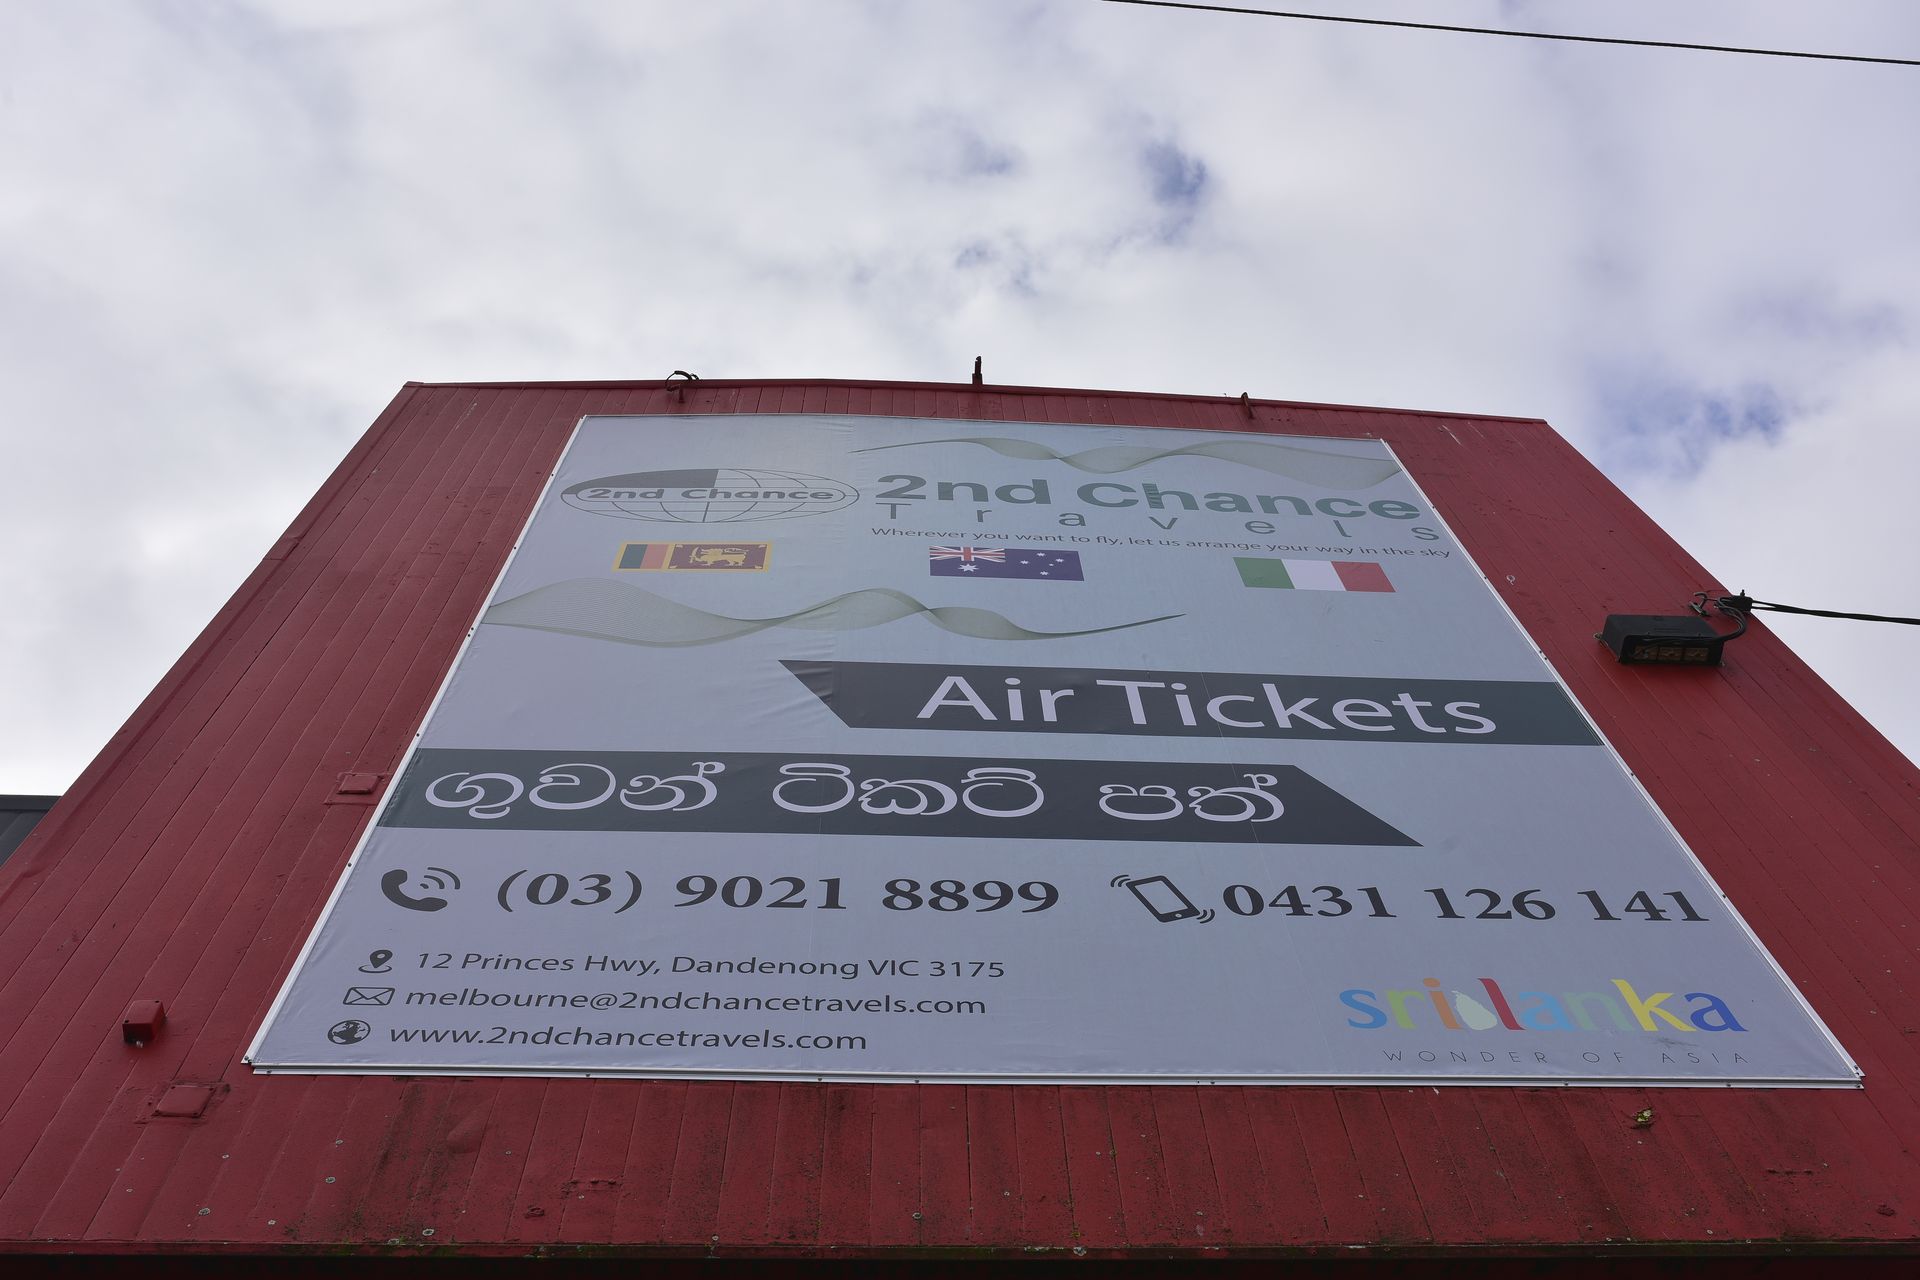 2nd Chance
2nd Chance
Travels
Wherever you want to fly, let us arrange your way in the sky
Air Tickets
ගුවන් ටිකට් පත්
(03) 9021 8899
0431 126 141
12 Princes Hwy, Dandenong VIC 3175
melbourne@2ndchancetravels.com
www.2ndchancetravels.com
srilanka
WONDER OF ASIA